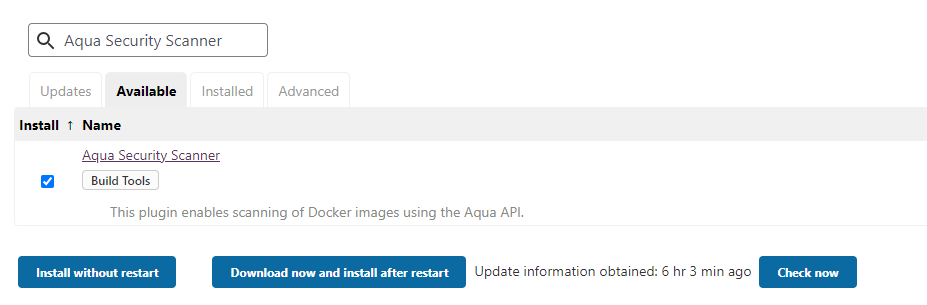 Aqua Security Scanner
Updates Available Installed Advanced
Install ↑ Name
Aqua Security Scanner
Build Tools
This plugin enables scanning of Docker images using the Aqua API.
Install without restart Download now and install after restart Update information obtained: 6 hr 3 min ago Check now